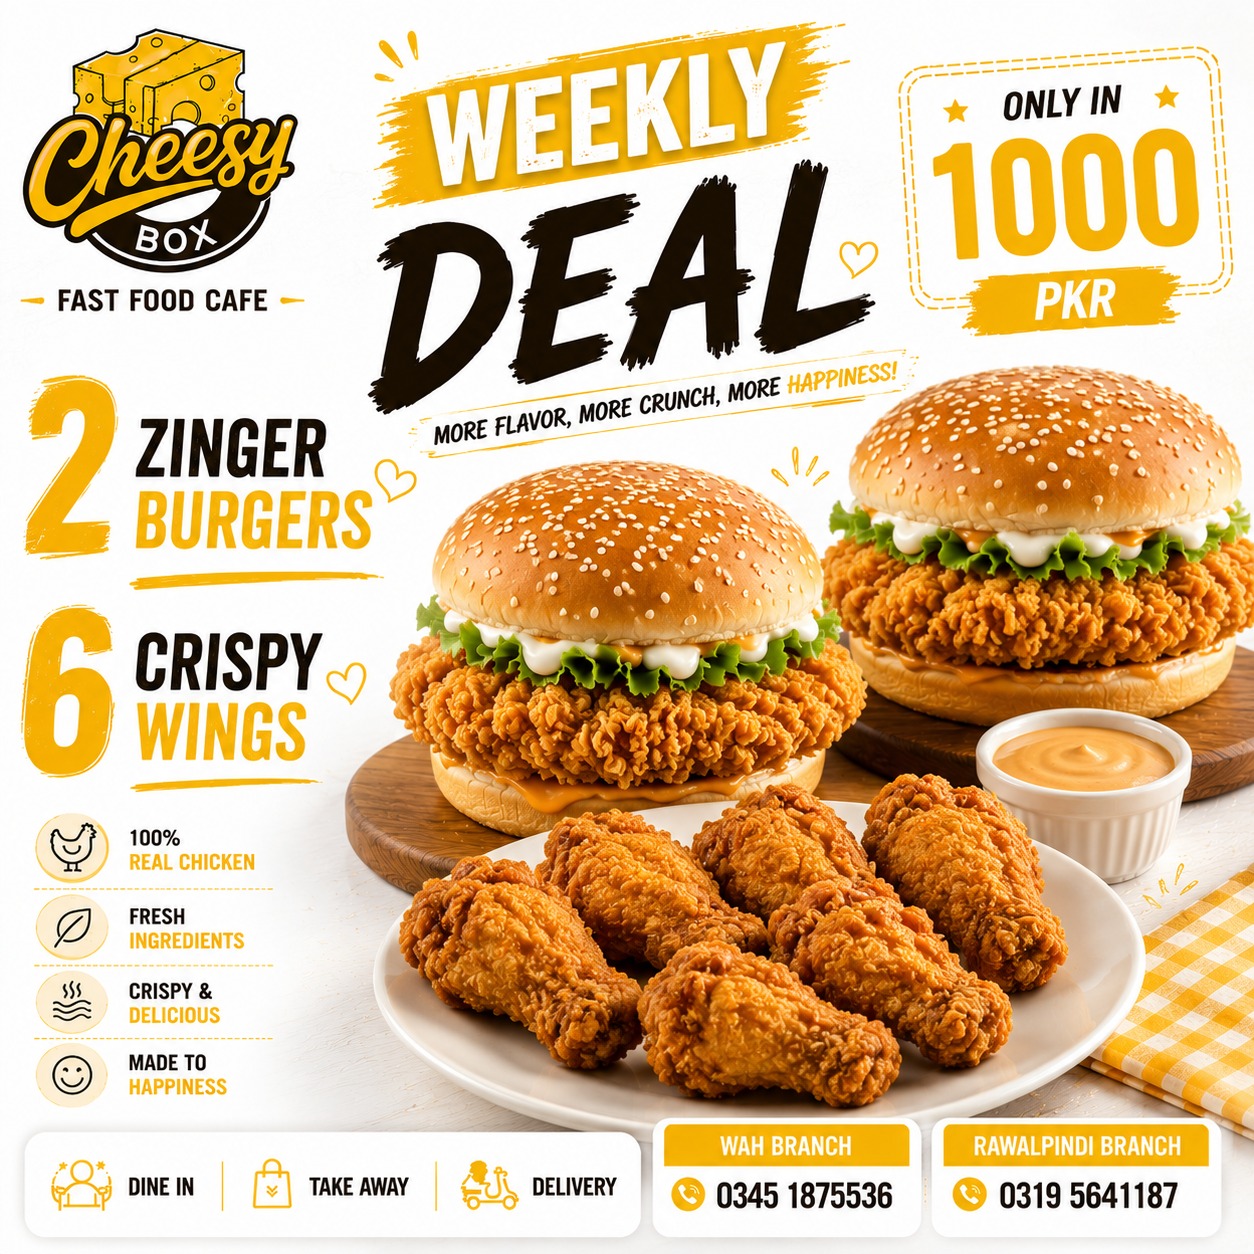 Cheesy
BOX
FAST FOOD CAFE
WEEKLY
DEAL
MORE FLAVOR, MORE CRUNCH, MORE HAPPINESS!
ONLY IN
1000
PKR
2 ZINGER
BURGERS
6 CRISPY
WINGS
100%
REAL CHICKEN
FRESH
INGREDIENTS
CRISPY &
DELICIOUS
MADE TO
HAPPINESS
DINE IN
TAKE AWAY
DELIVERY
WAH BRANCH
0345 1875536
RAWALPINDI BRANCH
0319 5641187